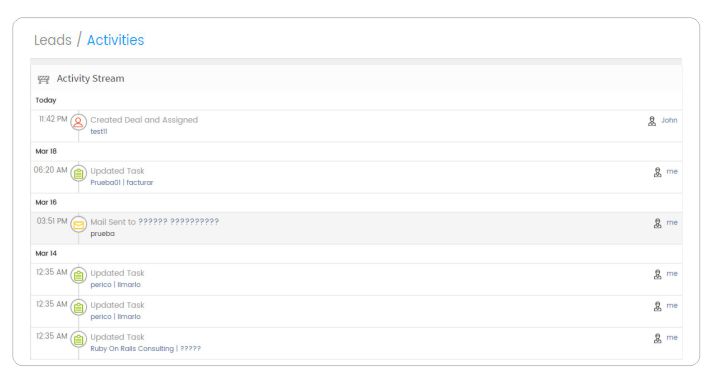 Leads / Activities
Activity Stream
Today
11:42 PM Created Deal and Assigned John
test11
Mar 18
06:20 AM Updated Task me
Prueba01 | facturar
Mar 16
03:51 PM Mail Sent to ?????? ?????????? me
prueba
Mar 14
12:35 AM Updated Task me
perico | llmarlo
12:35 AM Updated Task me
perico | llmarlo
12:35 AM Updated Task me
Ruby On Rails Consulting | ?????